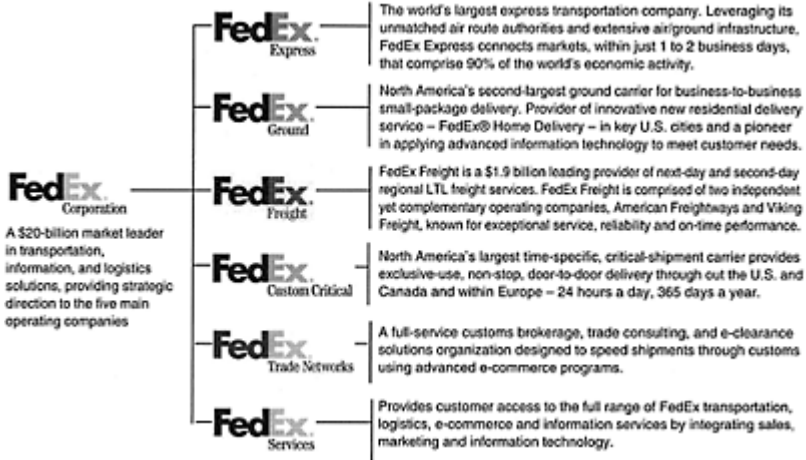 FedEx.
Express
The world's largest express transportation company. Leveraging its
unmatched air route authorities and extensive air/ground infrastructure,
FedEx Express connects markets, within just 1 to 2 business days,
that comprise 90% of the world's economic activity.
FedEx.
Ground
North America's second-largest ground carrier for business-to-business
small-package delivery. Provider of innovative new residential delivery
service – FedEx® Home Delivery – in key U.S. cities and a pioneer
in applying advanced information technology to meet customer needs.
FedEx.
Corporation
A $20-billion market leader
in transportation,
information, and logistics
solutions, providing strategic
direction to the five main
operating companies
FedEx.
Freight
FedEx Freight is a $1.9 billion leading provider of next-day and second-day
regional LTL freight services. FedEx Freight is comprised of two independent
yet complementary operating companies, American Freightways and Viking
Freight, known for exceptional service, reliability and on-time performance.
FedEx.
Custom Critical
North America's largest time-specific, critical-shipment carrier provides
exclusive-use, non-stop, door-to-door delivery through out the U.S. and
Canada and within Europe – 24 hours a day, 365 days a year.
FedEx.
Trade Networks
A full-service customs brokerage, trade consulting, and e-clearance
solutions organization designed to speed shipments through customs
using advanced e-commerce programs.
FedEx.
Services
Provides customer access to the full range of FedEx transportation,
logistics, e-commerce and information services by integrating sales,
marketing and information technology.